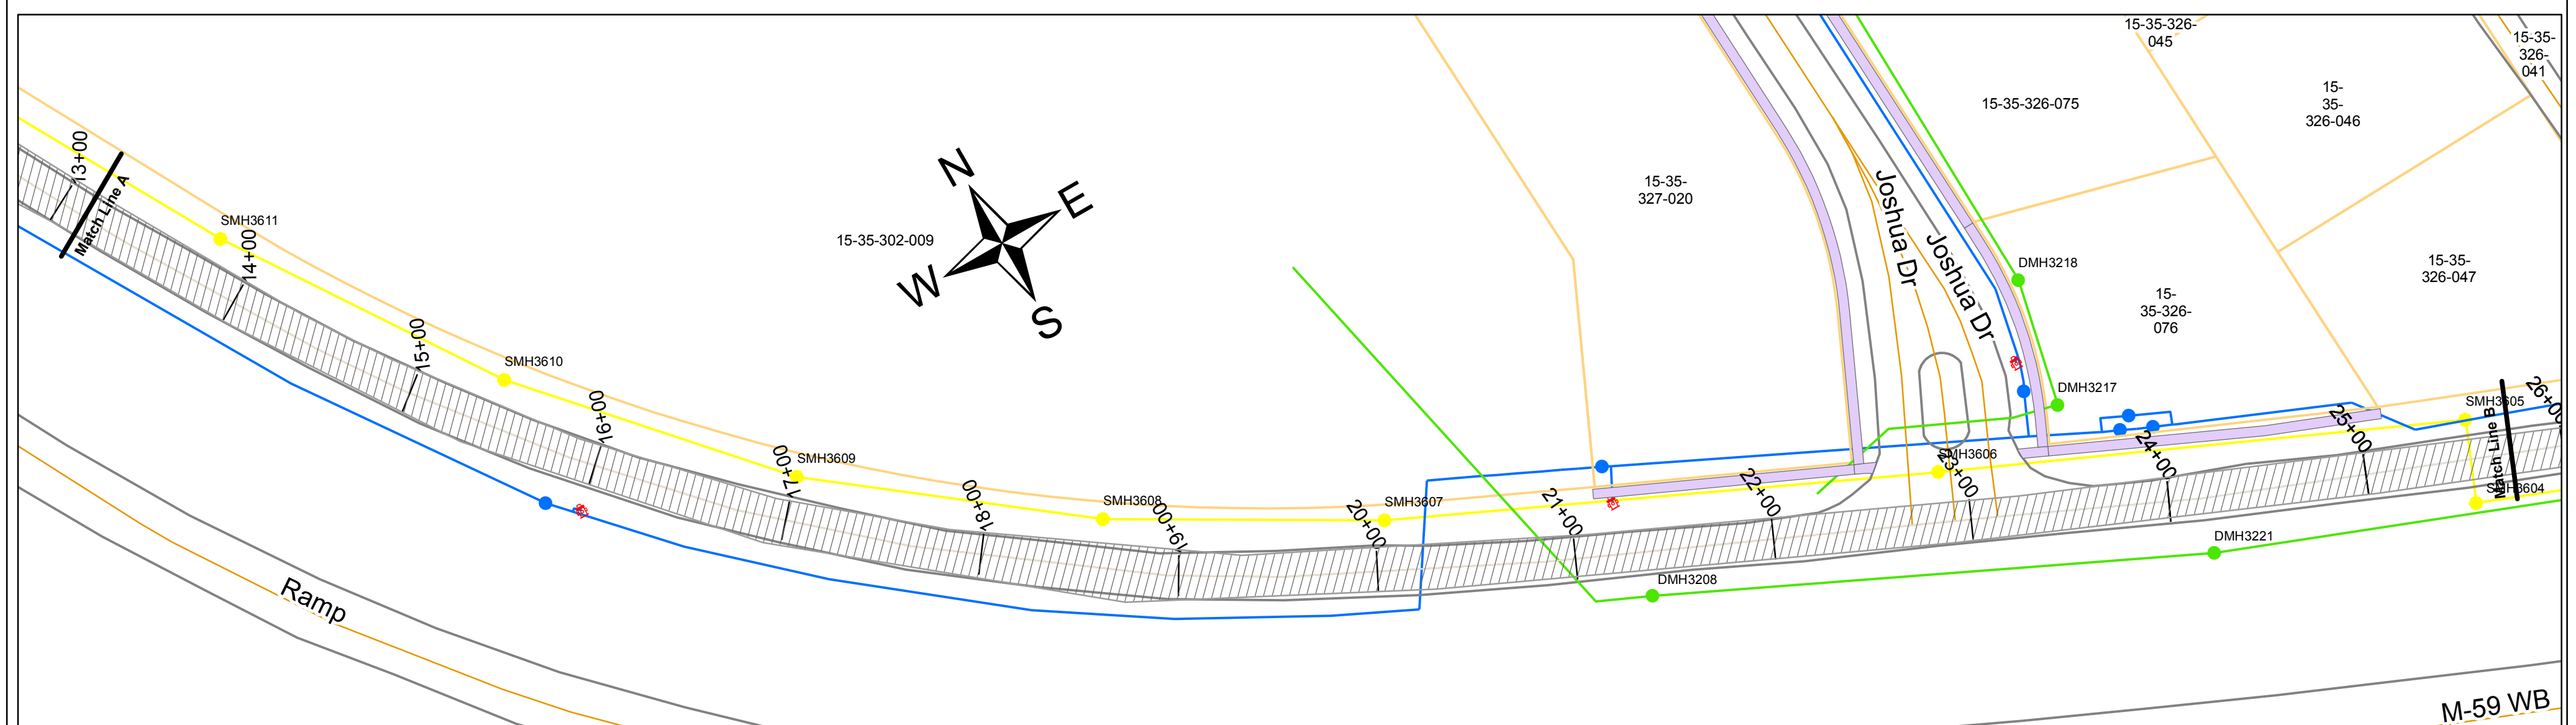 13+00
Match Line A
SMH3611
14+00
15+00
SMH3610
16+00
17+00
SMH3609
18+00
SMH3608
19+00
20+00
SMH3607
21+00
22+00
SMH3606
23+00
24+00
25+00
SMH3605
26+00
Match Line B
SMH3604
15-35-302-009
N
E
W
S
15-35-
327-020
Joshua Dr
Joshua Dr
15-35-326-
045
15-35-326-075
15-
35-
326-046
15-35-
326-
041
15-35-
326-047
15-
35-326-
076
DMH3218
DMH3217
DMH3208
DMH3221
Ramp
M-59 WB